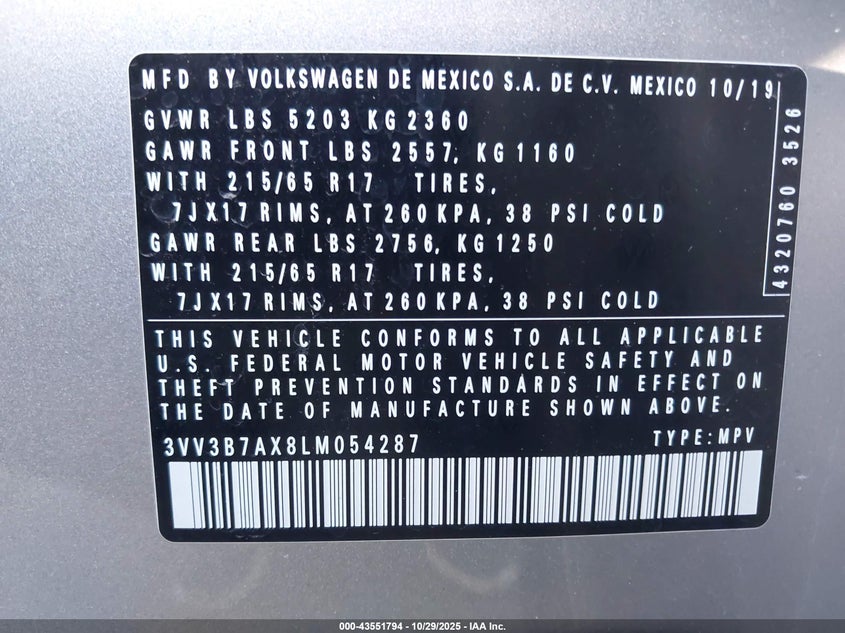 MFD BY VOLKSWAGEN DE MEXICO S.A. DE C.V. MEXICO 10/19
GVWR LBS 5203 KG 2360
GAWR FRONT LBS 2557, KG 1160
WITH 215/65 R17 TIRES,
7JX17 RIMS, AT 260 KPA, 38 PSI COLD
GAWR REAR LBS 2756, KG 1250
WITH 215/65 R17 TIRES,
7JX17 RIMS, AT 260 KPA, 38 PSI COLD
4320760 3526
THIS VEHICLE CONFORMS TO ALL APPLICABLE
U.S. FEDERAL MOTOR VEHICLE SAFETY AND
THEFT PREVENTION STANDARDS IN EFFECT ON
THE DATE OF MANUFACTURE SHOWN ABOVE.
3VV3B7AX8LM054287 TYPE: MPV
000-43551794 - 10/29/2025 - IAA Inc.